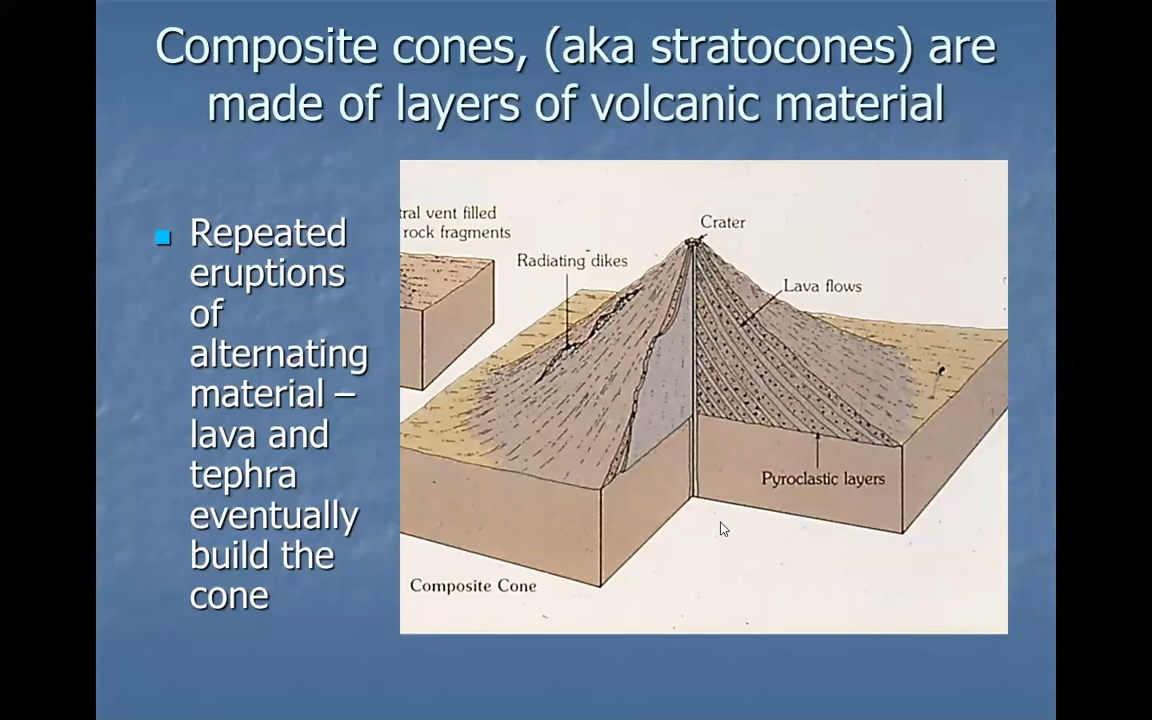 Composite cones, (aka stratocones) are
made of layers of volcanic material
Repeated
eruptions
of
alternating
material –
lava and
tephra
eventually
build the
cone
tral vent filled
rock fragments
Crater
Radiating dikes
Lava flows
Pyroclastic layers
Composite Cone